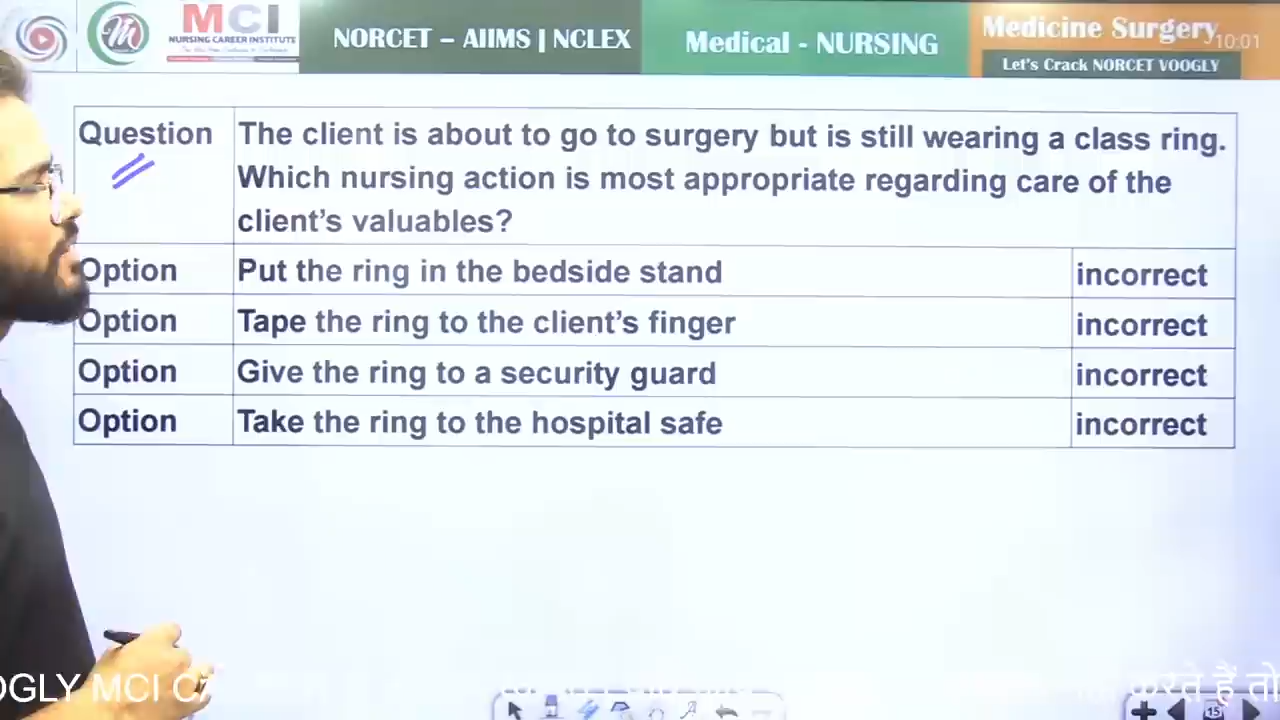 MCI
NURSING CAREER INSTITUTE
NORCET – AIIMS | NCLEX
Medical - NURSING
Medicine Surgery
10:01
Let's Crack NORCET VOOGLY
Question
The client is about to go to surgery but is still wearing a class ring.
Which nursing action is most appropriate regarding care of the
client's valuables?
Option Put the ring in the bedside stand incorrect
Option Tape the ring to the client's finger incorrect
Option Give the ring to a security guard incorrect
Option Take the ring to the hospital safe incorrect
OGLY MCI
करते हैं तो
15